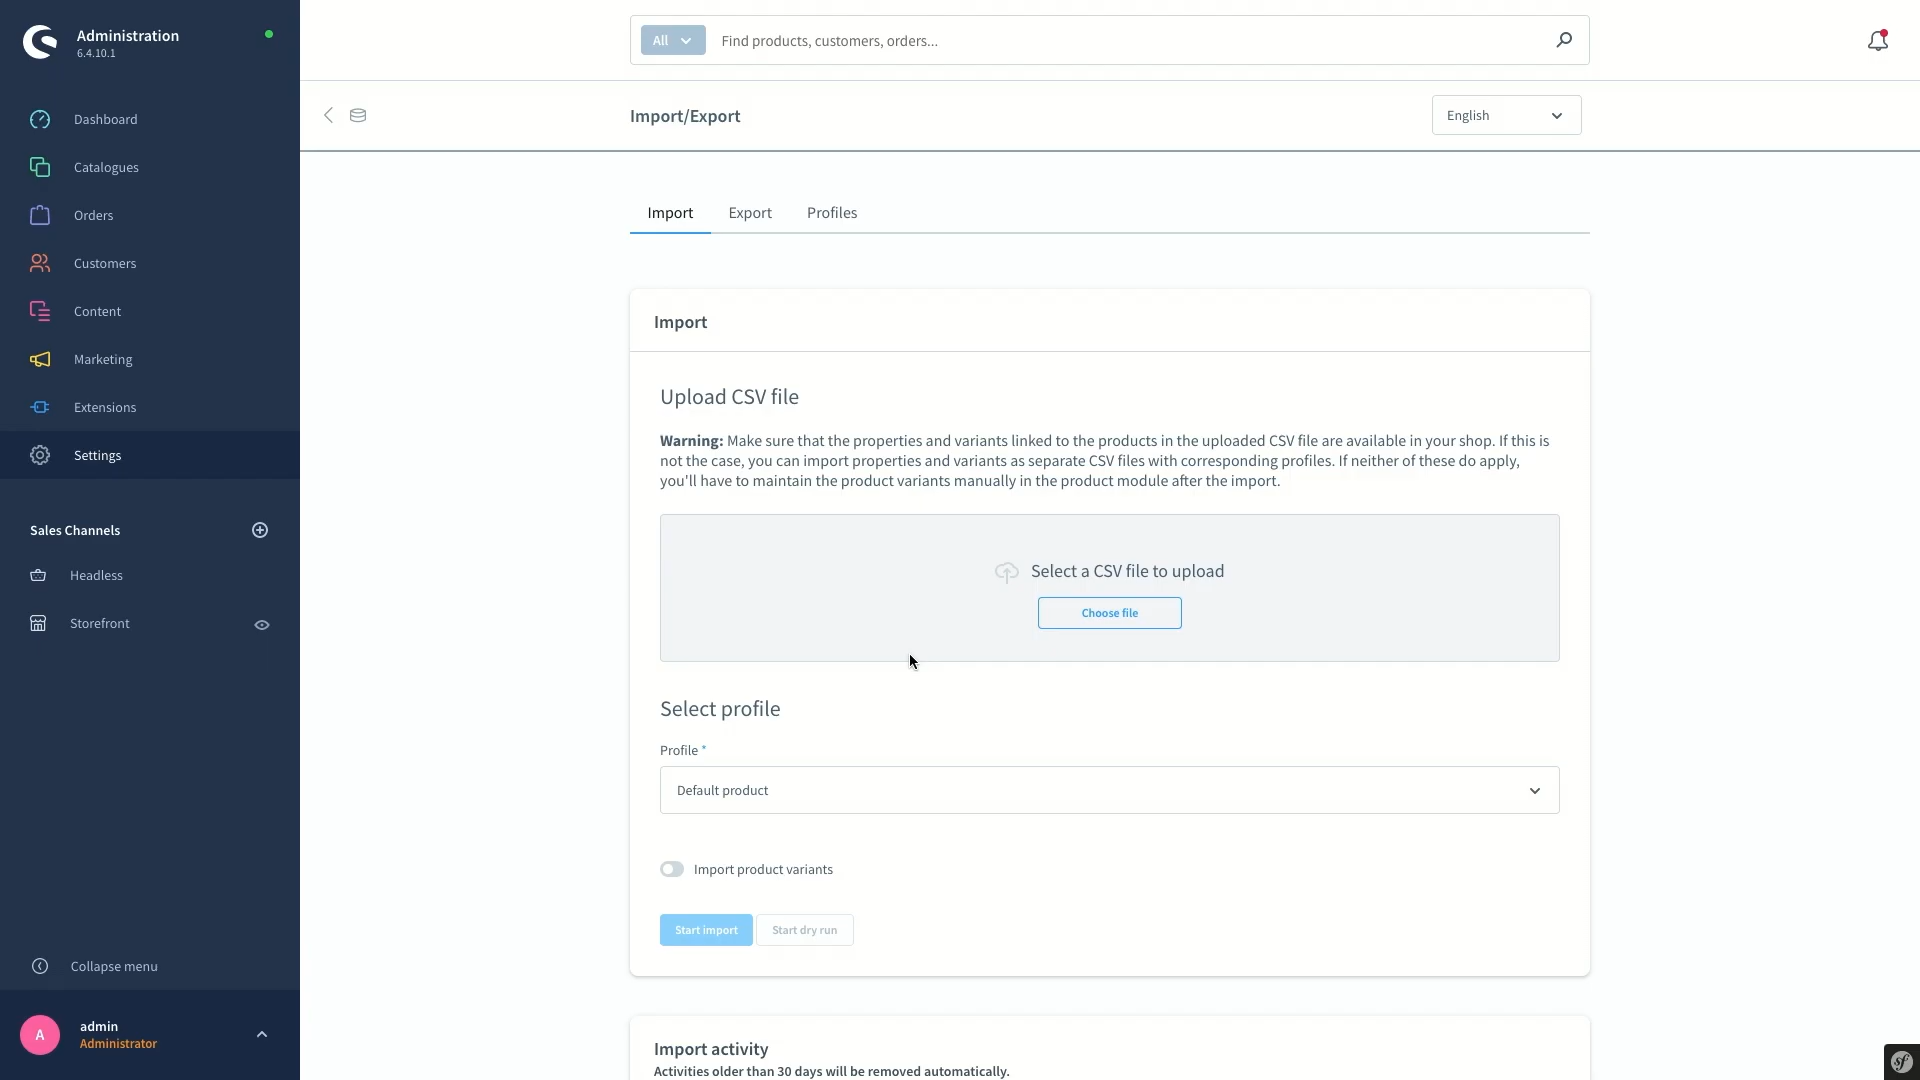 Administration
6.4.10.1
Dashboard
Catalogues
Orders
Customers
Content
Marketing
Extensions
Settings
Sales Channels
Headless
Storefront
Collapse menu
A
admin
Administrator
All
Find products, customers, orders...
Import/Export
English
Import
Export
Profiles
Import
Upload CSV file
Warning: Make sure that the properties and variants linked to the products in the uploaded CSV file are available in your shop. If this is
not the case, you can import properties and variants as separate CSV files with corresponding profiles. If neither of these do apply,
you'll have to maintain the product variants manually in the product module after the import.
Select a CSV file to upload
Choose file
Select profile
Profile *
Default product
Import product variants
Start import
Start dry run
Import activity
Activities older than 30 days will be removed automatically.
sf